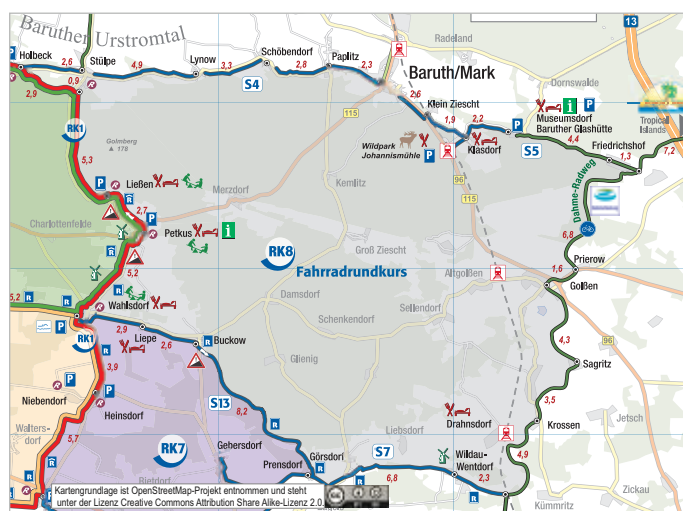 Baruther Urstromtal
Radeland
13
Holbeck
2,6
Stülpe
4,9
Lynow
3,3
Schöbendorf
2,8
Paplitz
2,3
Baruth/Mark
Dornswalde
S4
0,9
2,9
115
2,6
Klein Ziescht
1,9
2,2
Museumsdorf
Baruther Glashütte
Tropical
Islands
RK1
Golmberg
▲ 178
Wildpark
Johannismühle
Klasdorf
S5
4,4
Friedrichshof
1,3
7,2
5,3
96
Ließen
Kemlitz
Merzdorf
Dahme-Radweg
2,7
Charlottenfelde
Petkus
RK8
Groß Ziescht
6,8
5,2
Fahrradrundkurs
Altgolßen
Prierow
1,6
Golßen
Damsdorf
5,2
Wahlsdorf
Schenkendorf
Sellendorf
RK1
2,9
Liepe
2,6
Buckow
4,3
Glienig
Sagritz
3,9
115
96
3,5
Niebendorf
Heinsdorf
S13
8,2
Drahnsdorf
Krossen
Jetsch
Walters-
dorf
5,7
Liebsdorf
Gebersdorf
RK7
Görsdorf
S7
Wildau-
Wentdorf
4,9
Prensdorf
6,8
2,3
Rietdorf
Kümmritz
Zickau
Kartengrundlage ist OpenStreetMap-Projekt entnommen und steht
unter der Lizenz Creative Commons Attribution Share Alike-Lizenz 2.0.